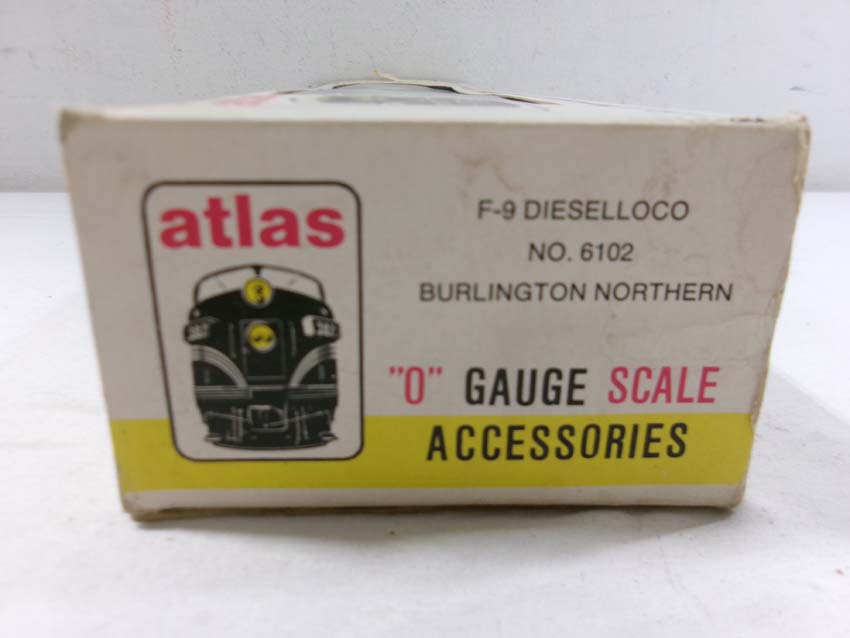 atlas
F-9 DIESELLOCO
NO. 6102
BURLINGTON NORTHERN
"O" GAUGE SCALE
ACCESSORIES